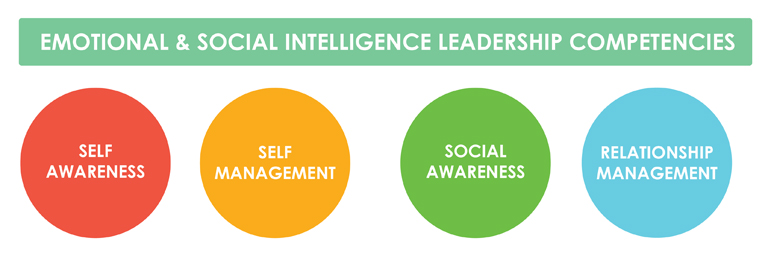 EMOTIONAL & SOCIAL INTELLIGENCE LEADERSHIP COMPETENCIES
SELF
AWARENESS
SELF
MANAGEMENT
SOCIAL
AWARENESS
RELATIONSHIP
MANAGEMENT